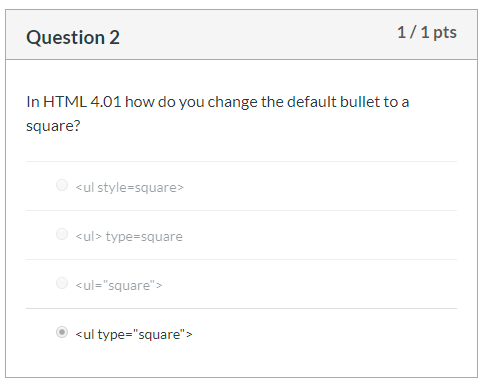 Question 2
1 / 1 pts
In HTML 4.01 how do you change the default bullet to a
square?
<ul style=square>
<ul> type=square
<ul="square">
<ul type="square">